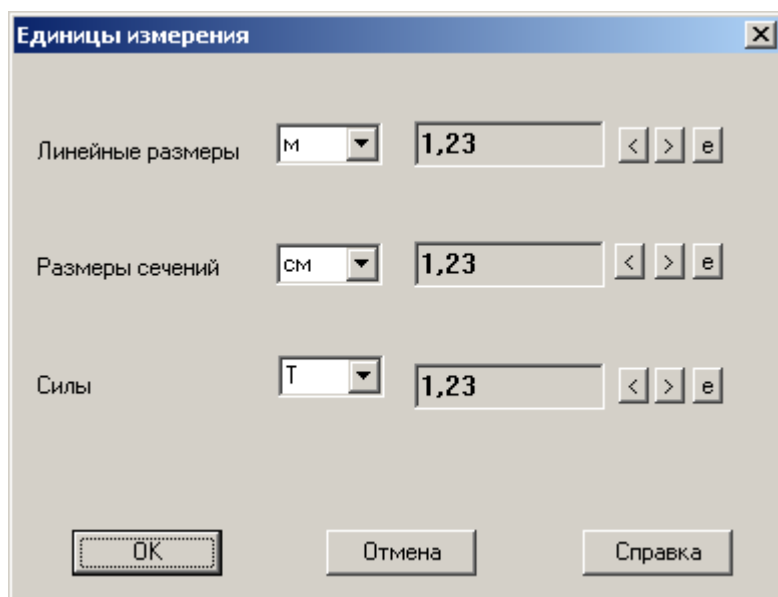 Единицы измерения
Линейные размеры м 1,23 < > e
Размеры сечений см 1,23 < > e
Силы Т 1,23 < > e
OK Отмена Справка